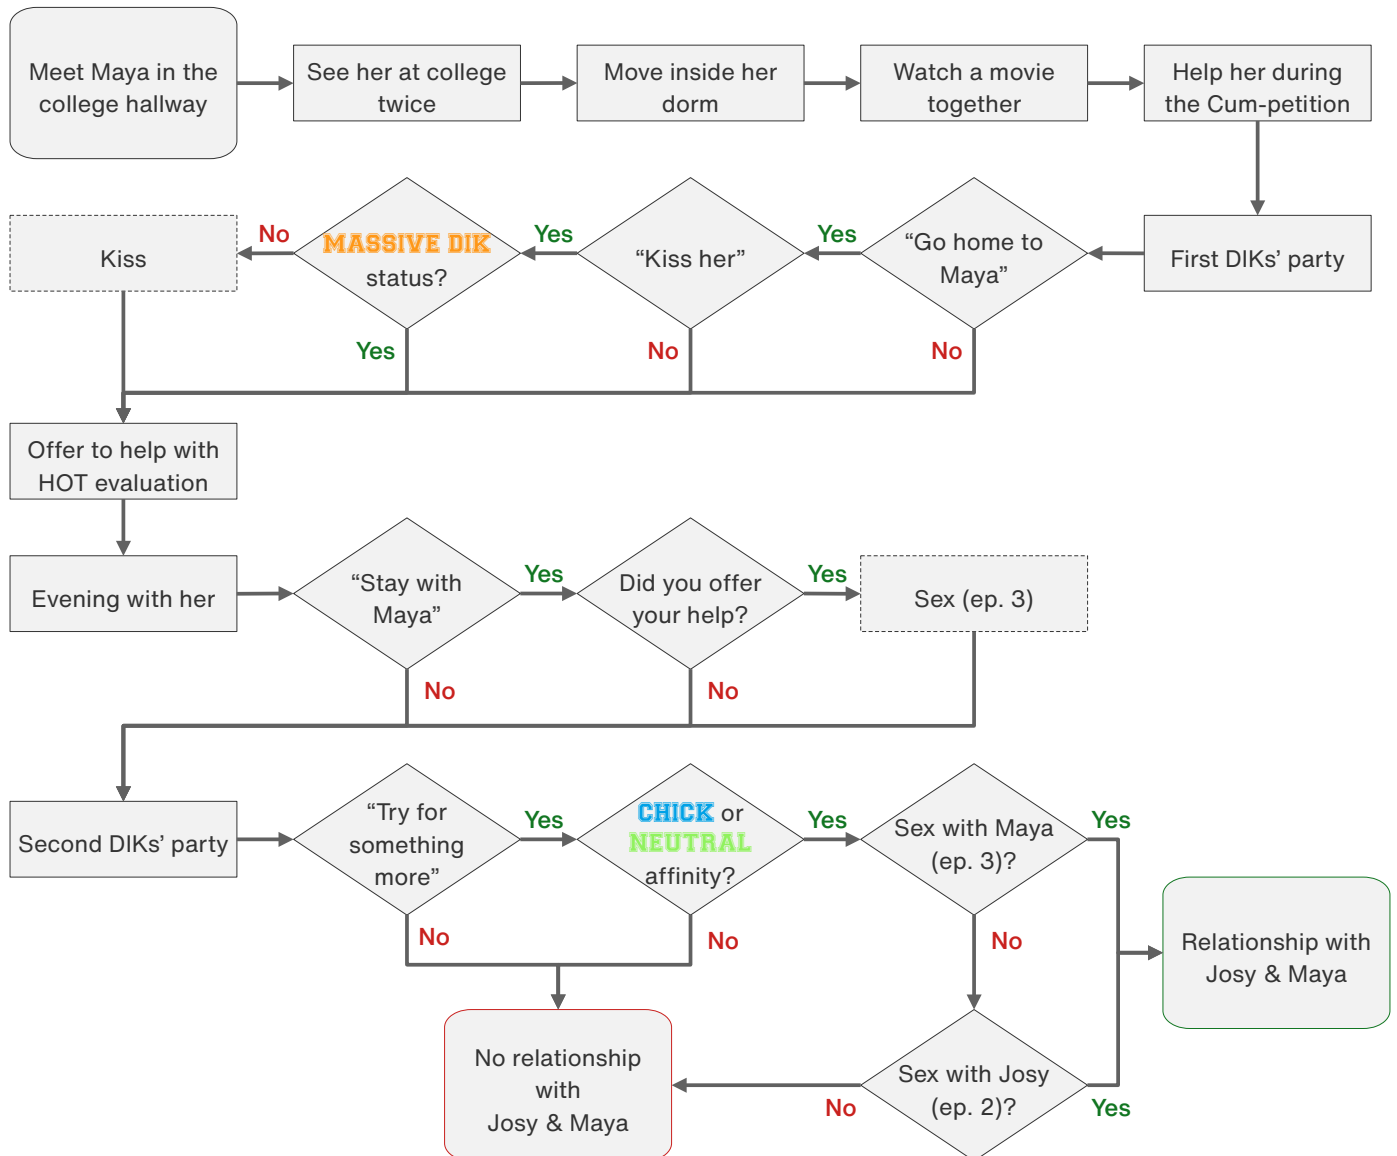 Meet Maya in the
college hallway
See her at college
twice
Move inside her
dorm
Watch a movie
together
Help her during
the Cum-petition
First DIKs’ party
“Go home to
Maya”
Yes
No
“Kiss her”
Yes
No
MASSIVE DIK
status?
No
Yes
Kiss
Offer to help with
HOT evaluation
Evening with her
“Stay with
Maya”
Yes
No
Did you offer
your help?
Yes
No
Sex (ep. 3)
Second DIKs’ party
“Try for
something
more”
Yes
No
CHICK or
NEUTRAL
affinity?
Yes
No
Sex with Maya
(ep. 3)?
Yes
No
Relationship with
Josy & Maya
Sex with Josy
(ep. 2)?
No
Yes
No relationship
with
Josy & Maya